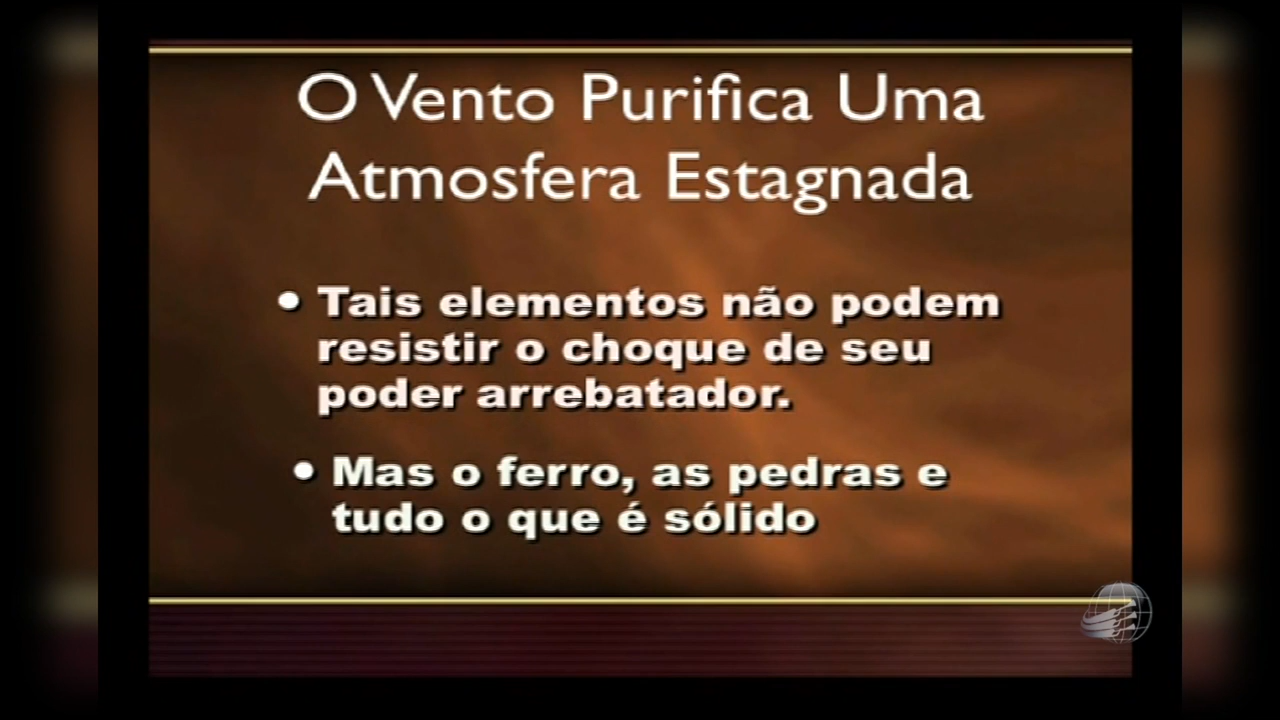 O Vento Purifica Uma
Atmosfera Estagnada
• Tais elementos não podem
resistir o choque de seu
poder arrebatador.
• Mas o ferro, as pedras e
tudo o que é sólido